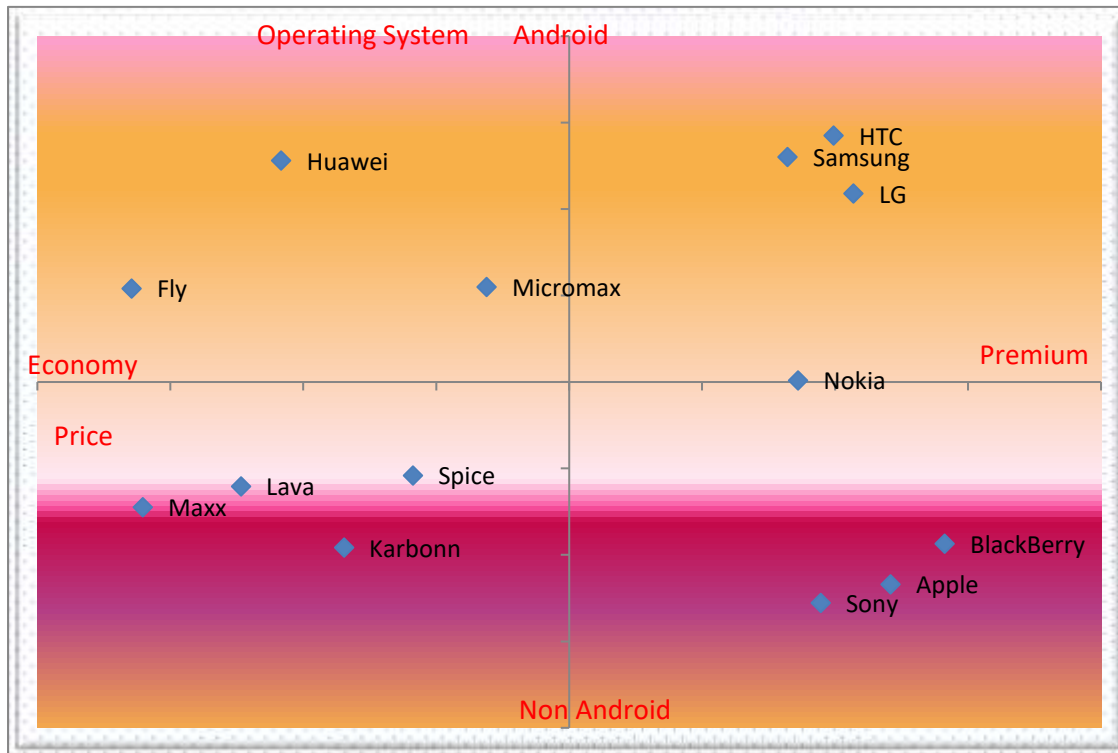 Operating System Android
HTC
Samsung
Huawei
LG
Fly
Micromax
Economy
Premium
Nokia
Price
Spice
Lava
Maxx
Karbonn
BlackBerry
Apple
Sony
Non Android